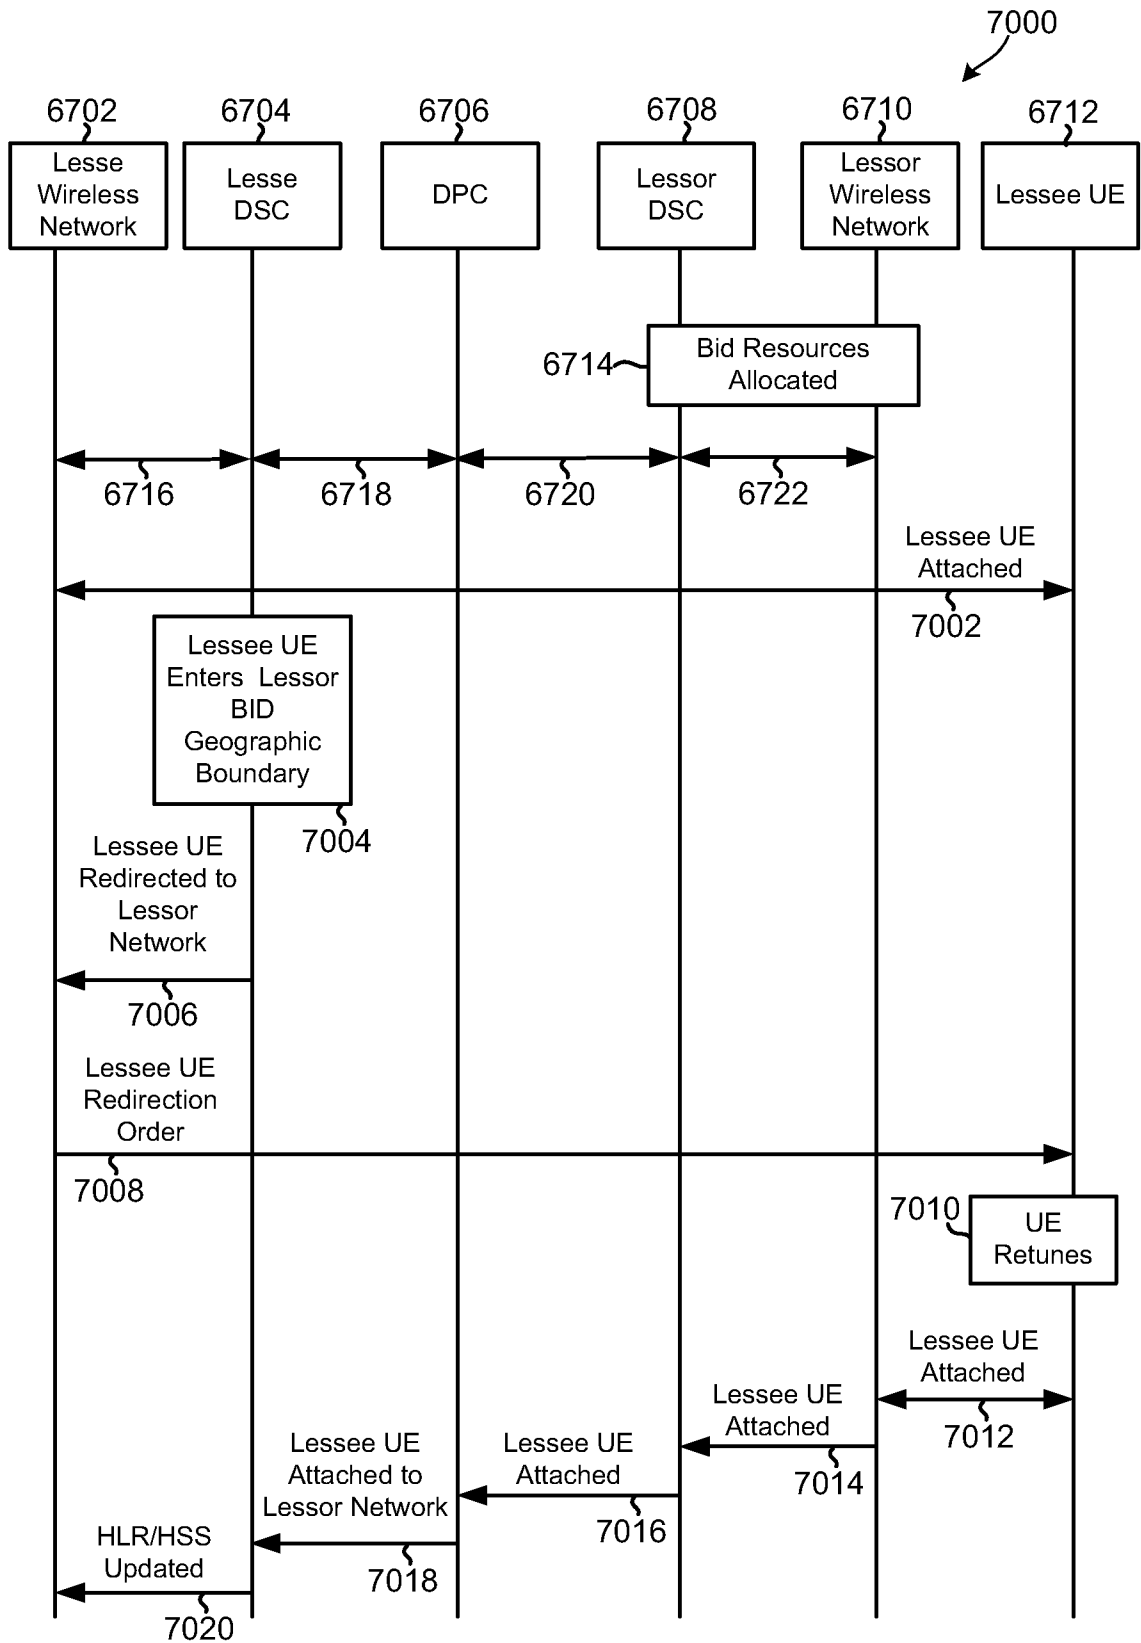 7000
6702
6704
6706
6708
6710
6712
Lesse
Wireless
Network
Lesse
DSC
DPC
Lessor
DSC
Lessor
Wireless
Network
Lessee UE
6714
Bid Resources
Allocated
6716
6718
6720
6722
Lessee UE
Attached
7002
Lessee UE
Enters Lessor
BID
Geographic
Boundary
7004
Lessee UE
Redirected to
Lessor
Network
7006
Lessee UE
Redirection
Order
7008
7010
UE
Retunes
Lessee UE
Attached
7012
Lessee UE
Attached
7014
Lessee UE
Attached
7016
Lessee UE
Attached to
Lessor Network
7018
HLR/HSS
Updated
7020